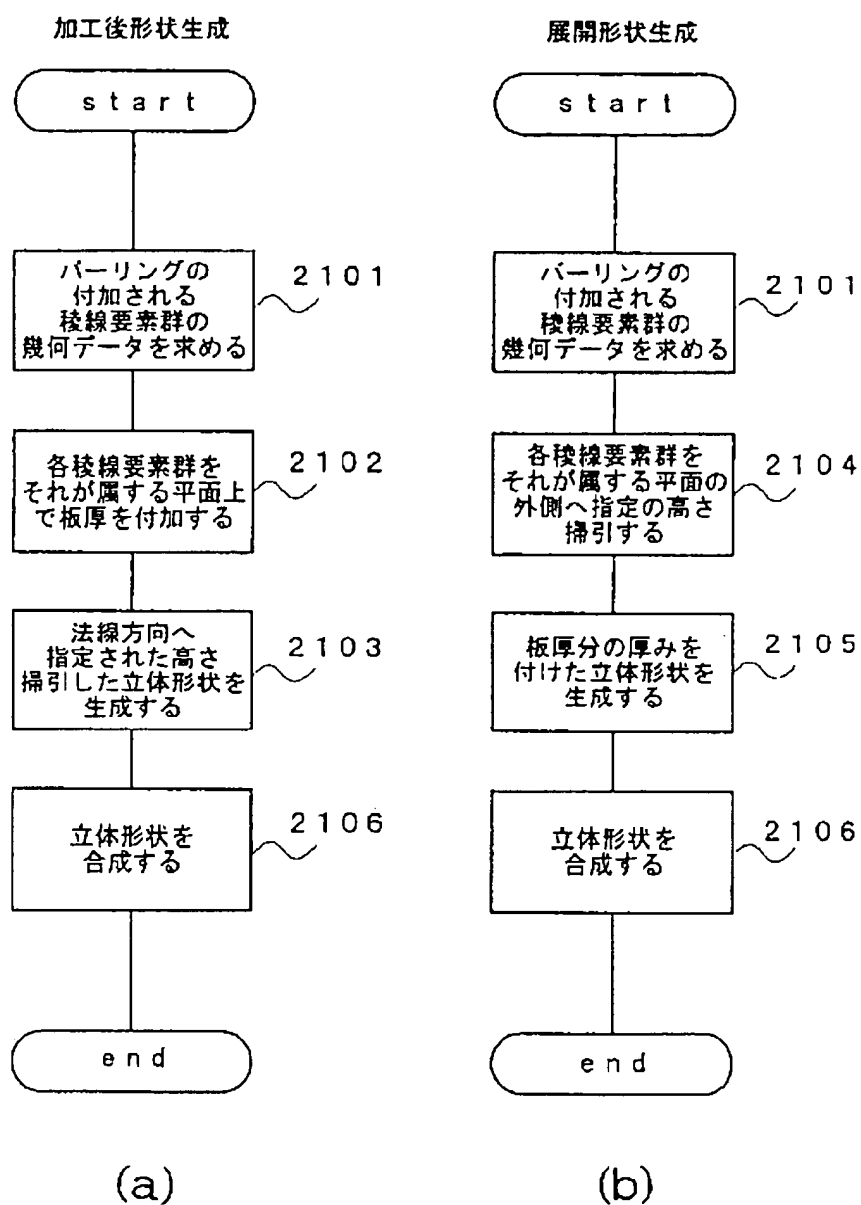 加工後形状生成
start
バーリングの
付加される
稜線要素群の
幾何データを求める
2101
各稜線要素群を
それが属する平面上
で板厚を付加する
2102
法線方向へ
指定された高さ
掃引した立体形状を
生成する
2103
立体形状を
合成する
2106
end
(a)
展開形状生成
start
バーリングの
付加される
稜線要素群の
幾何データを求める
2101
各稜線要素群を
それが属する平面の
外側へ指定の高さ
掃引する
2104
板厚分の厚みを
付けた立体形状を
生成する
2105
立体形状を
合成する
2106
end
(b)